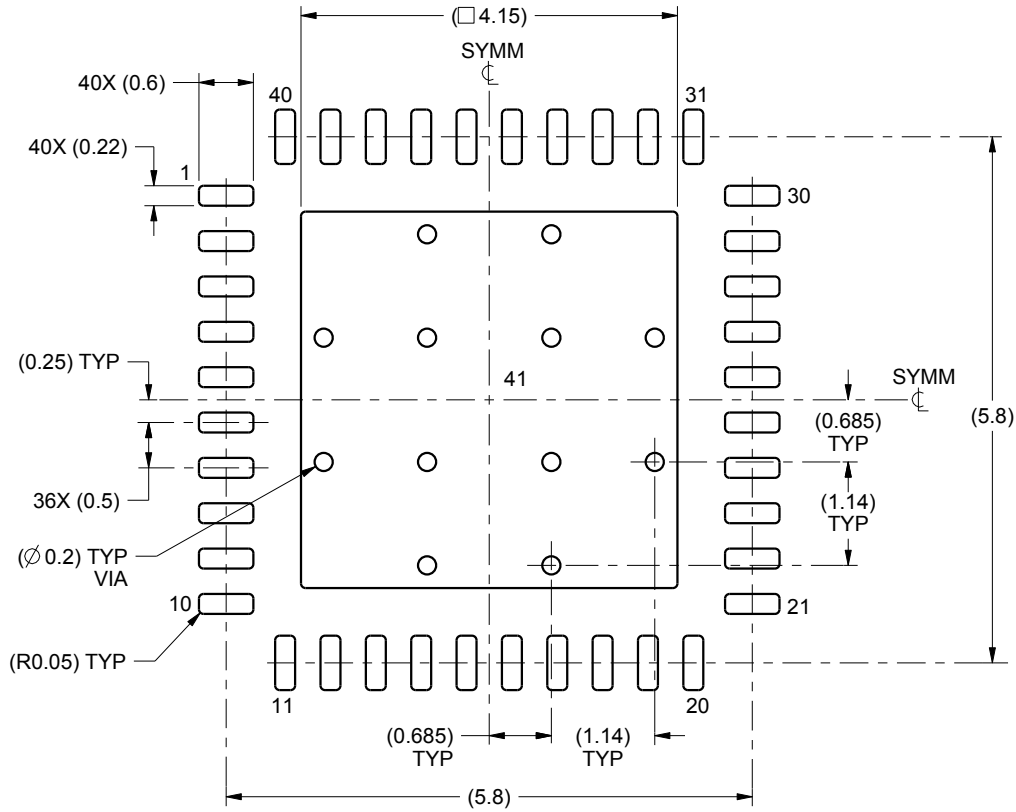 (□ 4.15)
SYMM
℄
40X (0.6)
40
31
40X (0.22)
1
30
(0.25) TYP
41
SYMM
℄
(0.685)
TYP
(5.8)
36X (0.5)
(1.14)
TYP
(∅ 0.2) TYP
VIA
10
21
(R0.05) TYP
11
20
(0.685)
TYP
(1.14)
TYP
(5.8)